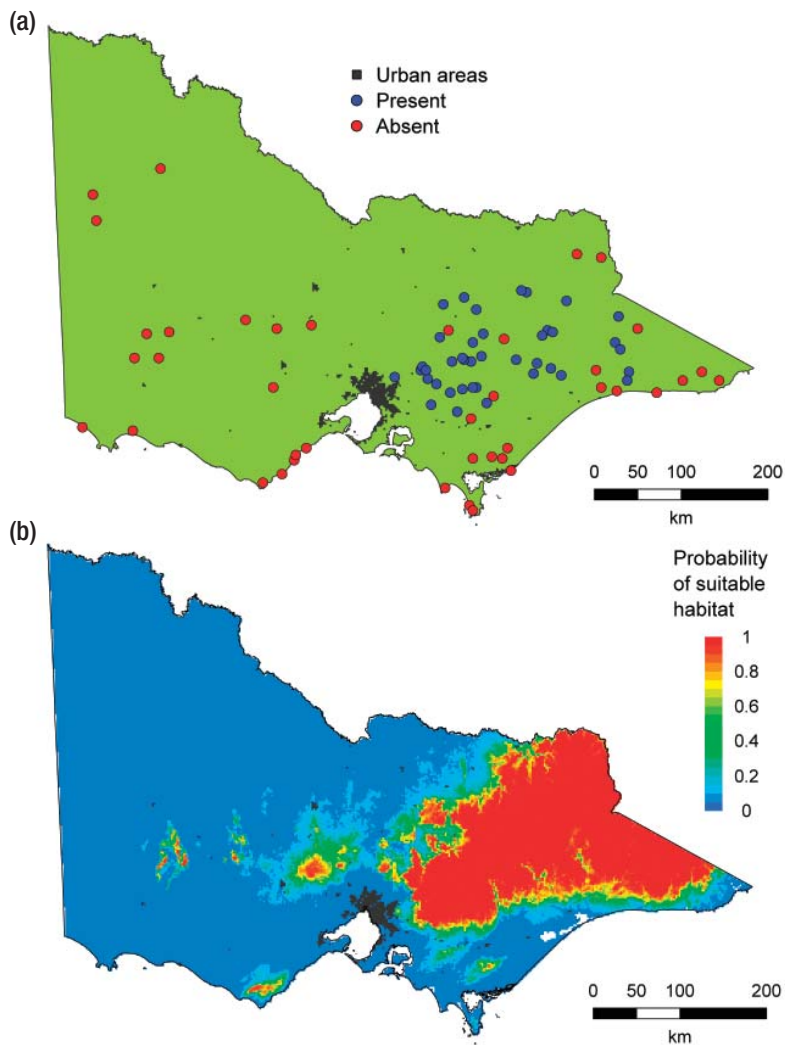 (a)
Urban areas
Present
Absent
0 50 100 200
km
(b)
Probability
of suitable
habitat
1
0.8
0.6
0.4
0.2
0
0 50 100 200
km